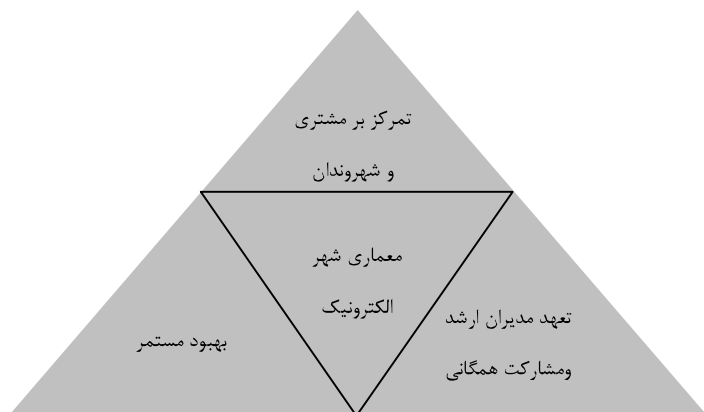 تمرکز بر مشتری
و شهروندان
معماری شهر
الکترونیک
تعهد مدیران ارشد
ومشارکت همگانی
بهبود مستمر